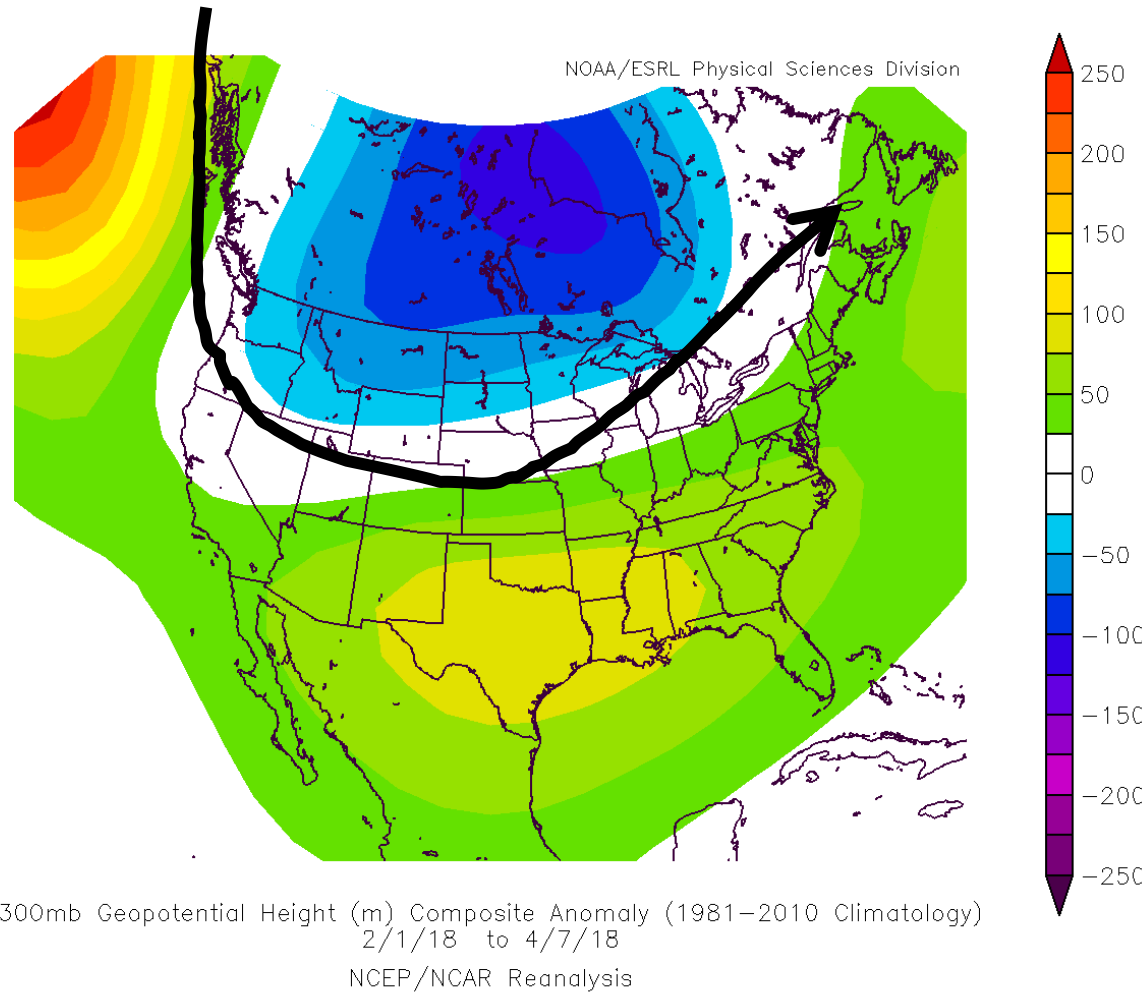 NOAA/ESRL Physical Sciences Division
250
200
150
100
50
0
−50
−100
−150
−200
−250
300mb Geopotential Height (m) Composite Anomaly (1981−2010 Climatology)
2/1/18 to 4/7/18
NCEP/NCAR Reanalysis